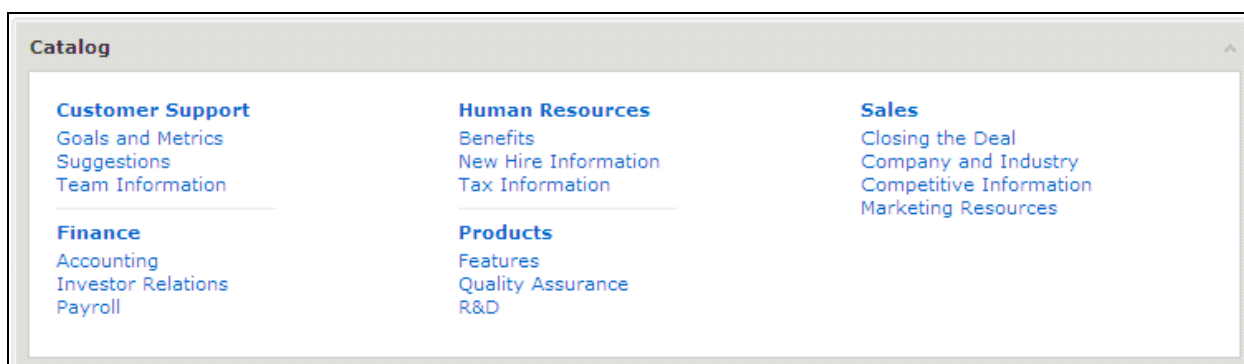 Catalog
Customer Support
Goals and Metrics
Suggestions
Team Information
Finance
Accounting
Investor Relations
Payroll
Human Resources
Benefits
New Hire Information
Tax Information
Products
Features
Quality Assurance
R&D
Sales
Closing the Deal
Company and Industry
Competitive Information
Marketing Resources